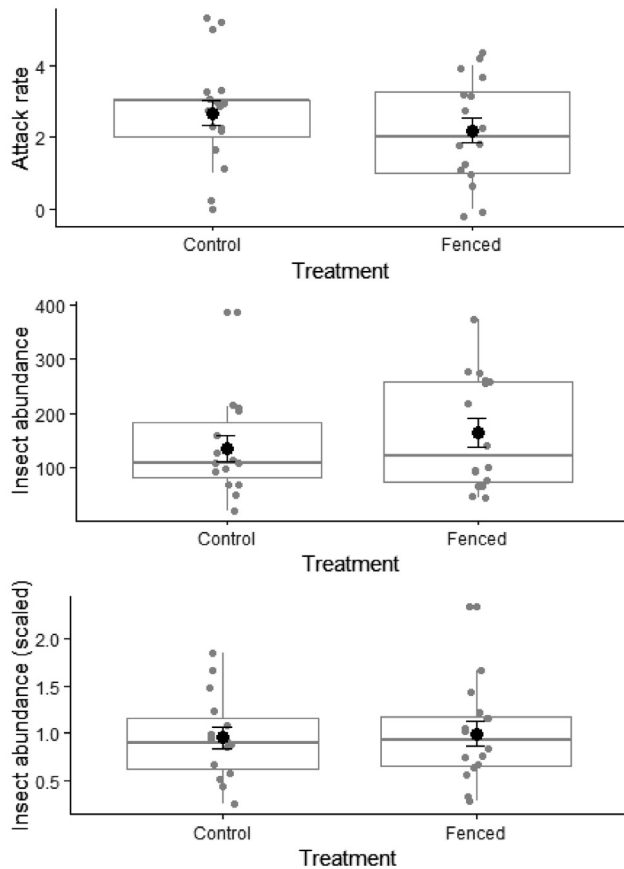 Attack rate
4
2
0
Control
Fenced
Treatment
Insect abundance
400
300
200
100
Control
Fenced
Treatment
Insect abundance (scaled)
2.0
1.5
1.0
0.5
Control
Fenced
Treatment